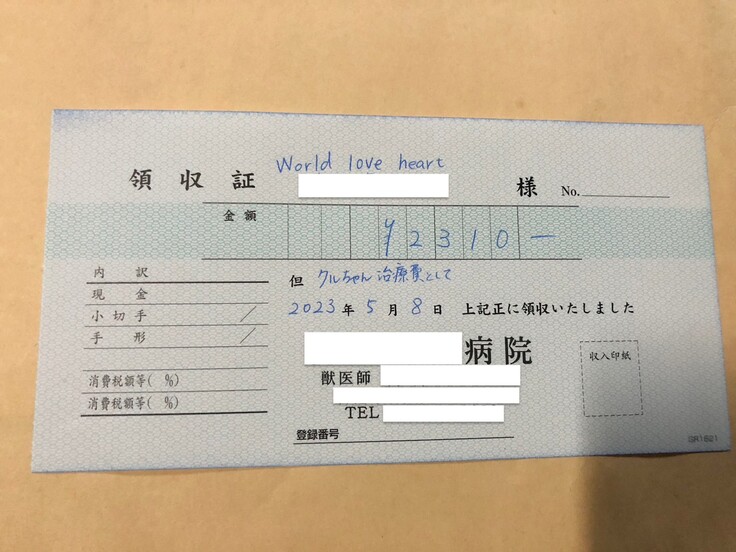 World love heart
領収証 様 No.
金額 ¥2310－
内訳
現金
小切手 ／
手形 ／
消費税額等( %)
消費税額等( %)
但 クルちゃん治療費として
2023年5月8日 上記正に領収いたしました
病院
獣医師
TEL
登録番号
収入印紙
GR1621